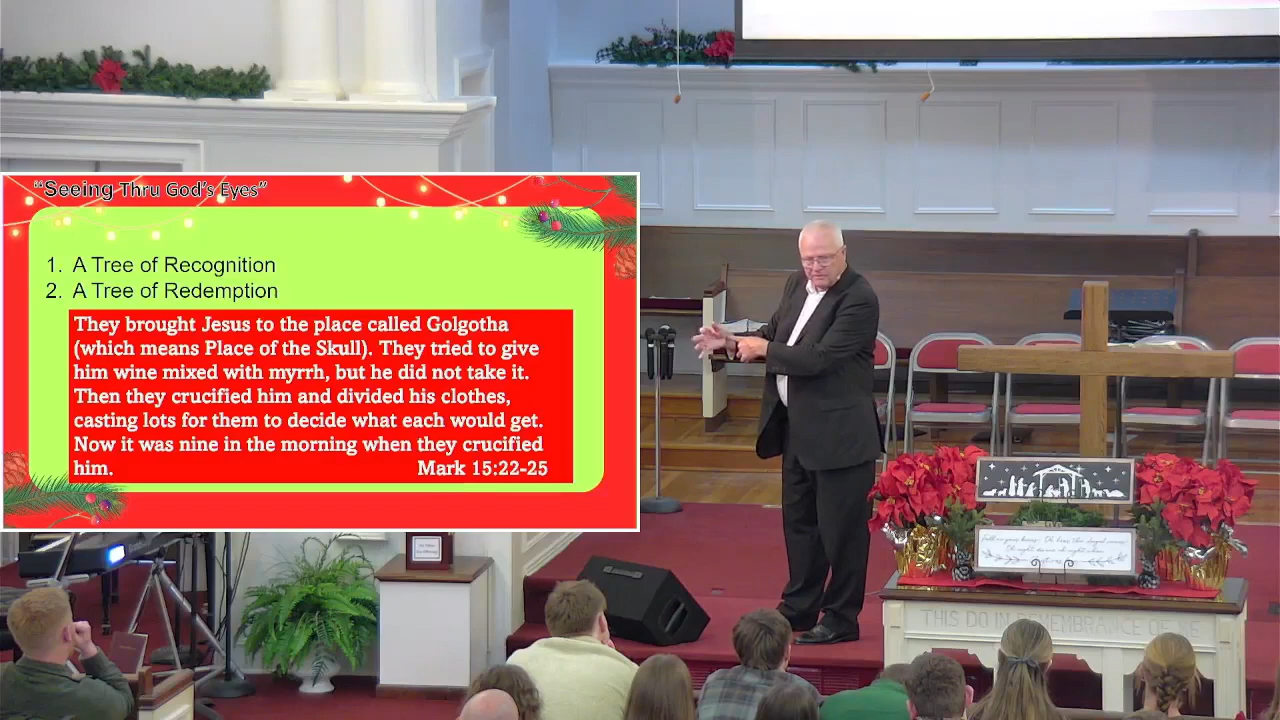 “Seeing Thru God’s Eyes”
1. A Tree of Recognition
2. A Tree of Redemption
They brought Jesus to the place called Golgotha
(which means Place of the Skull). They tried to give
him wine mixed with myrrh, but he did not take it.
Then they crucified him and divided his clothes,
casting lots for them to decide what each would get.
Now it was nine in the morning when they crucified
him. Mark 15:22-25
THIS DO IN REMEMBRANCE OF ME